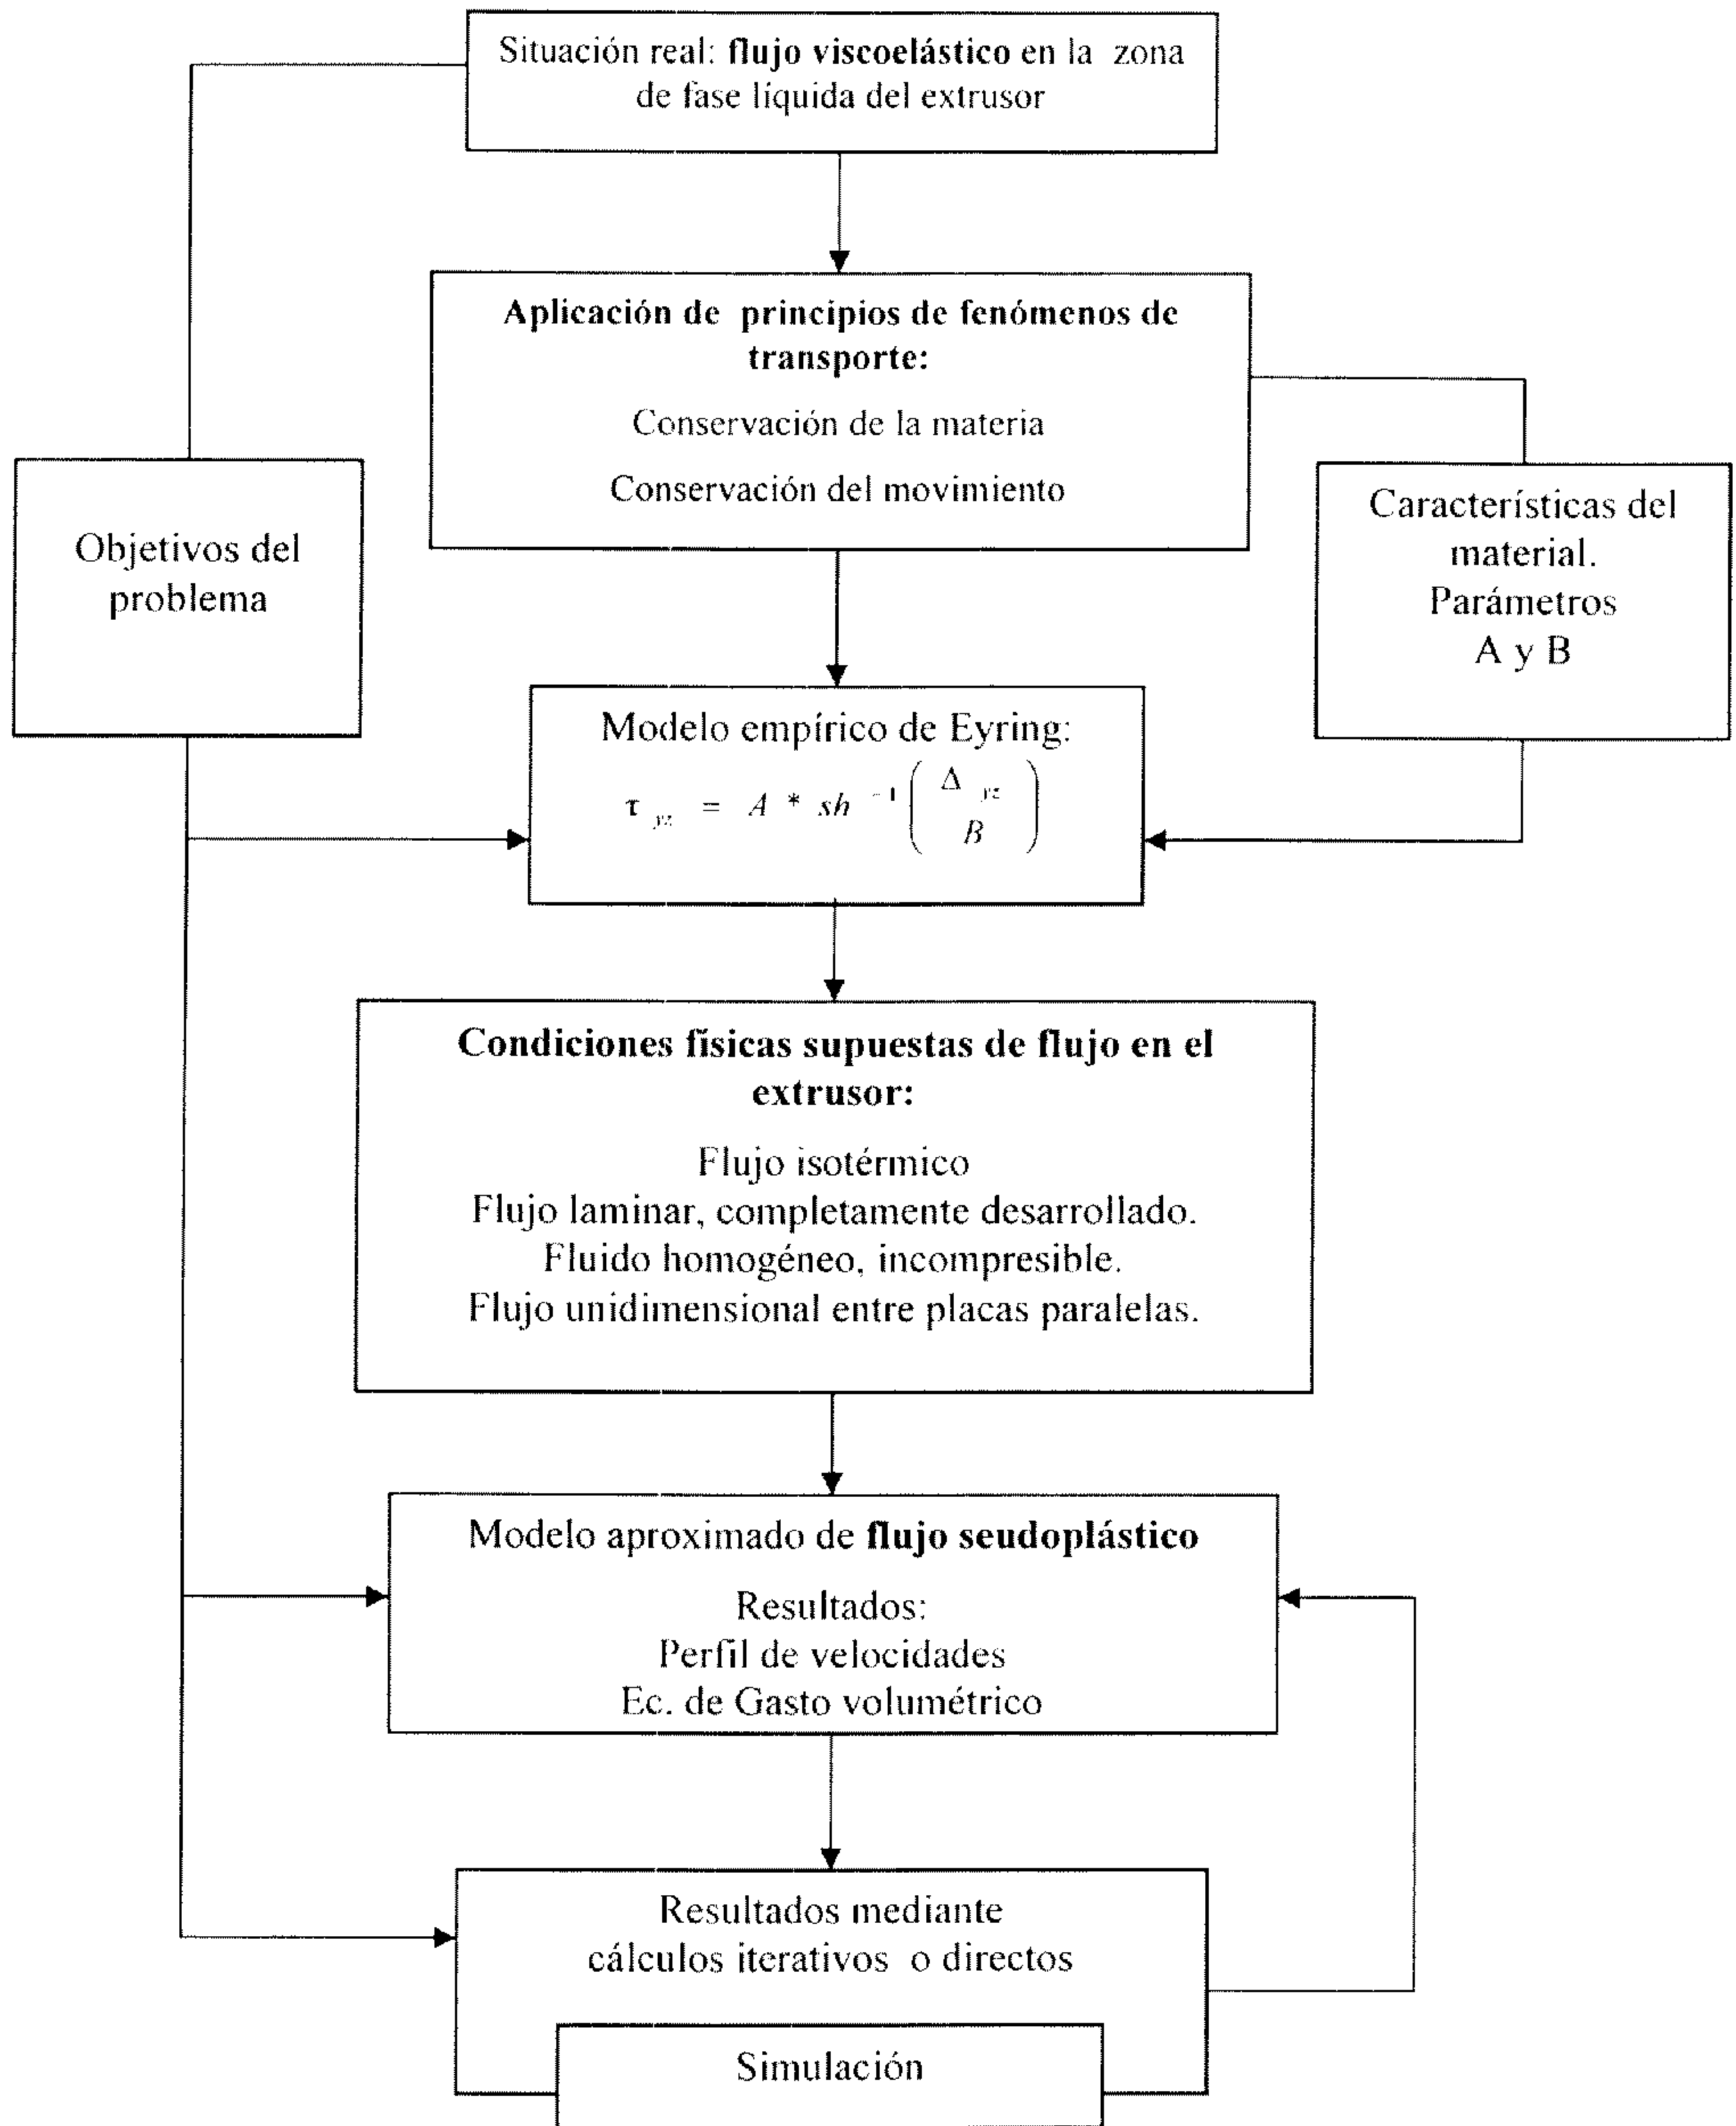 Situación real: flujo viscoelástico en la zona
de fase líquida del extrusor
Aplicación de principios de fenómenos de
transporte:
Conservación de la materia
Conservación del movimiento
Objetivos del
problema
Características del
material.
Parámetros
A y B
Modelo empírico de Eyring:
τ yz = A * sh -1 ( Δ yz / B )
Condiciones físicas supuestas de flujo en el
extrusor:
Flujo isotérmico
Flujo laminar, completamente desarrollado.
Fluido homogéneo, incompresible.
Flujo unidimensional entre placas paralelas.
Modelo aproximado de flujo seudoplástico
Resultados:
Perfil de velocidades
Ec. de Gasto volumétrico
Resultados mediante
cálculos iterativos o directos
Simulación